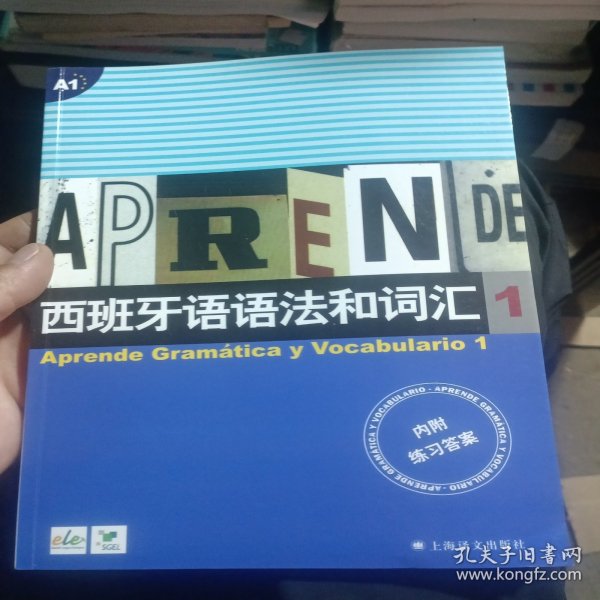 A1
APRENDE
西班牙语语法和词汇 1
Aprende Gramática y Vocabulario 1
APRENDE GRAMÁTICA Y VOCABULARIO - APRENDE GRAMÁTICA Y VOCABULARIO -
内附
练习答案
ele
SGEL
上海译文出版社
孔夫子旧书网
www.kongfz.com